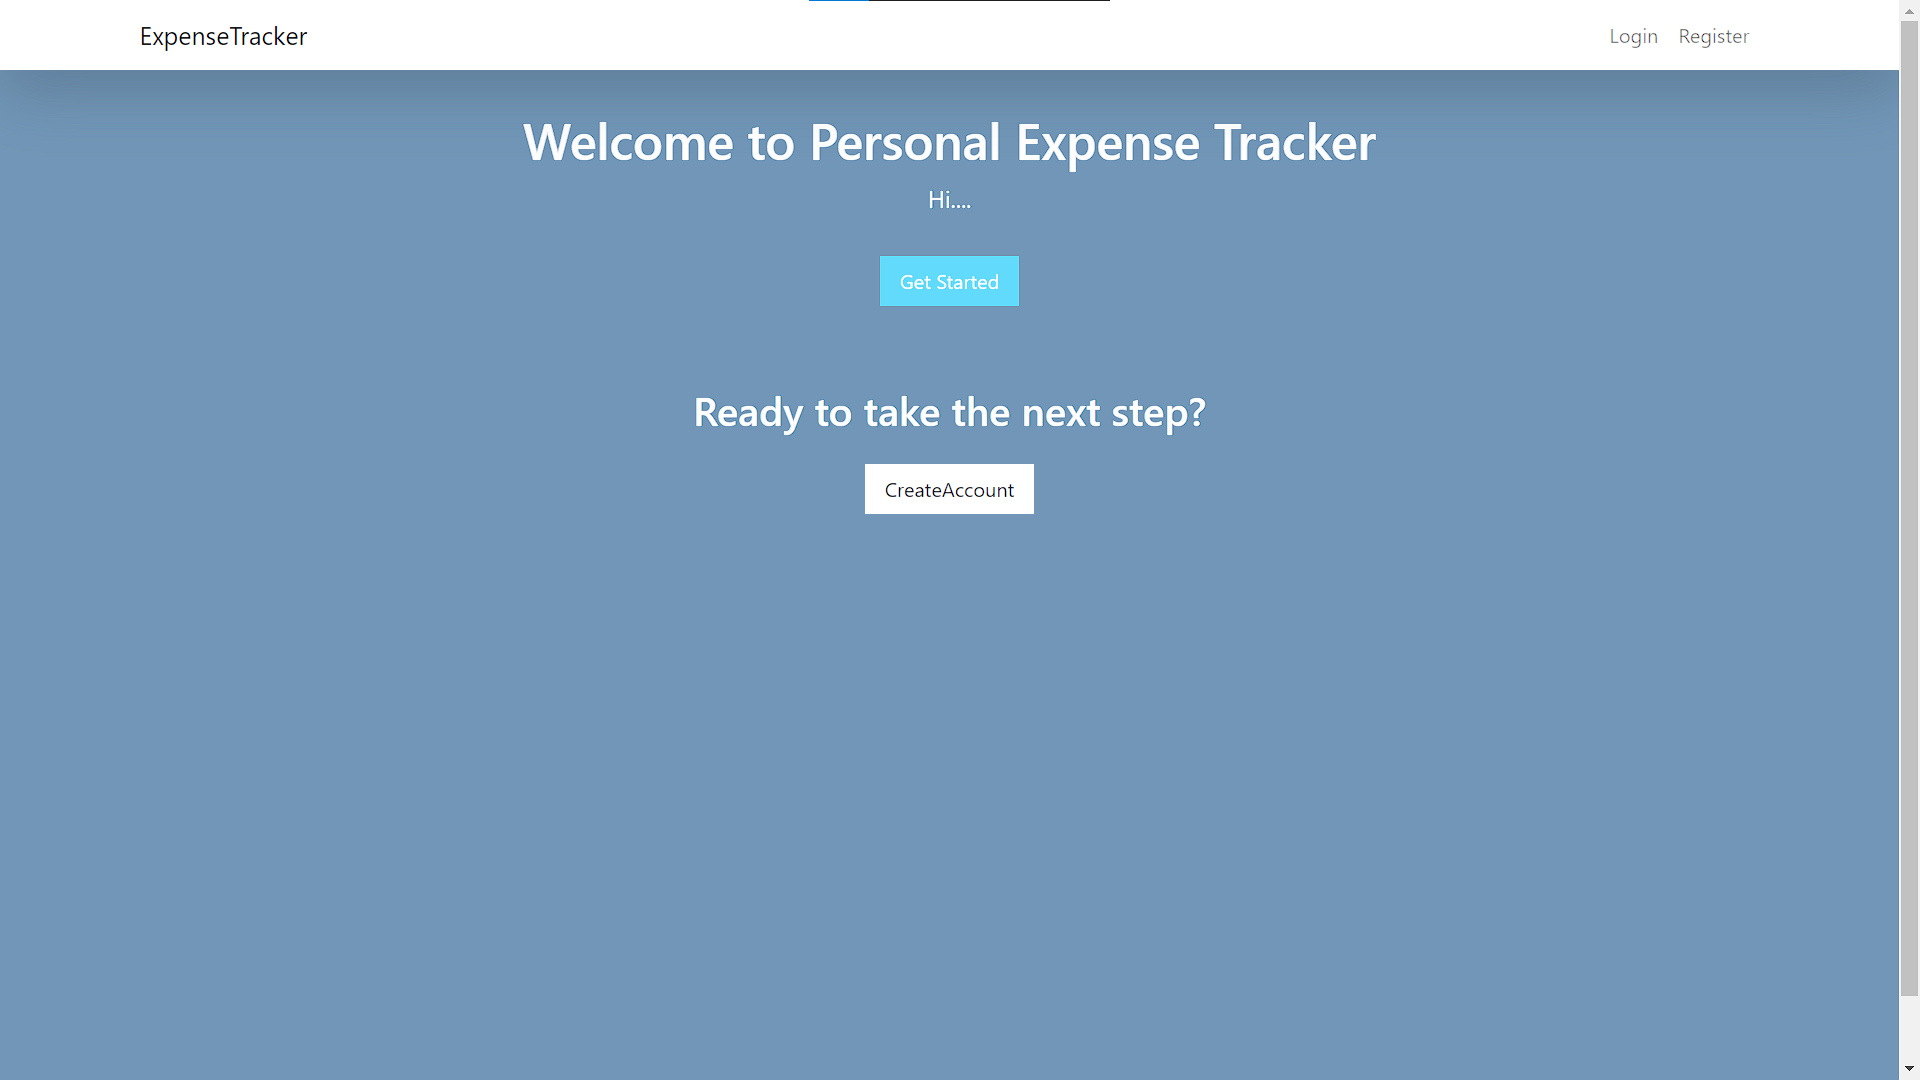 ExpenseTracker
Login Register
Welcome to Personal Expense Tracker
Hi....
Get Started
Ready to take the next step?
CreateAccount